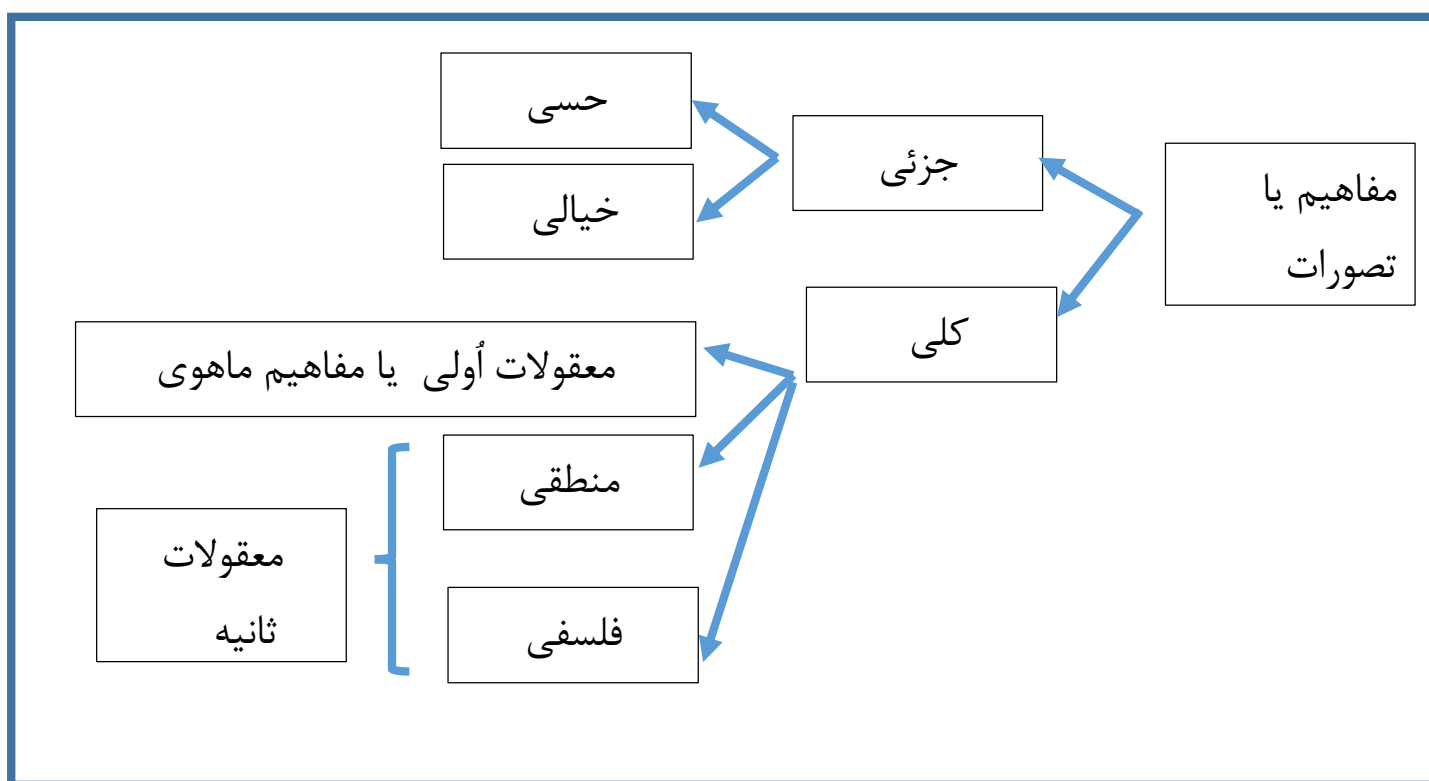 مفاهیم یا
تصورات
جزئی
حسی
خیالی
کلی
معقولات اُولی یا مفاهیم ماهوی
منطقی
فلسفی
معقولات
ثانیه